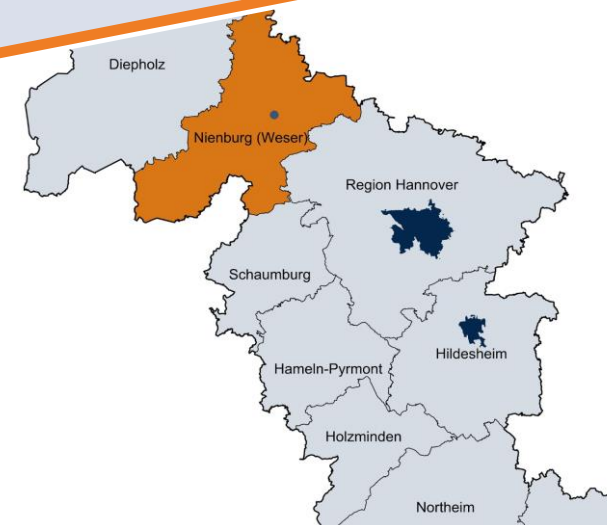 Diepholz
Nienburg (Weser)
Region Hannover
Schaumburg
Hildesheim
Hameln-Pyrmont
Holzminden
Northeim